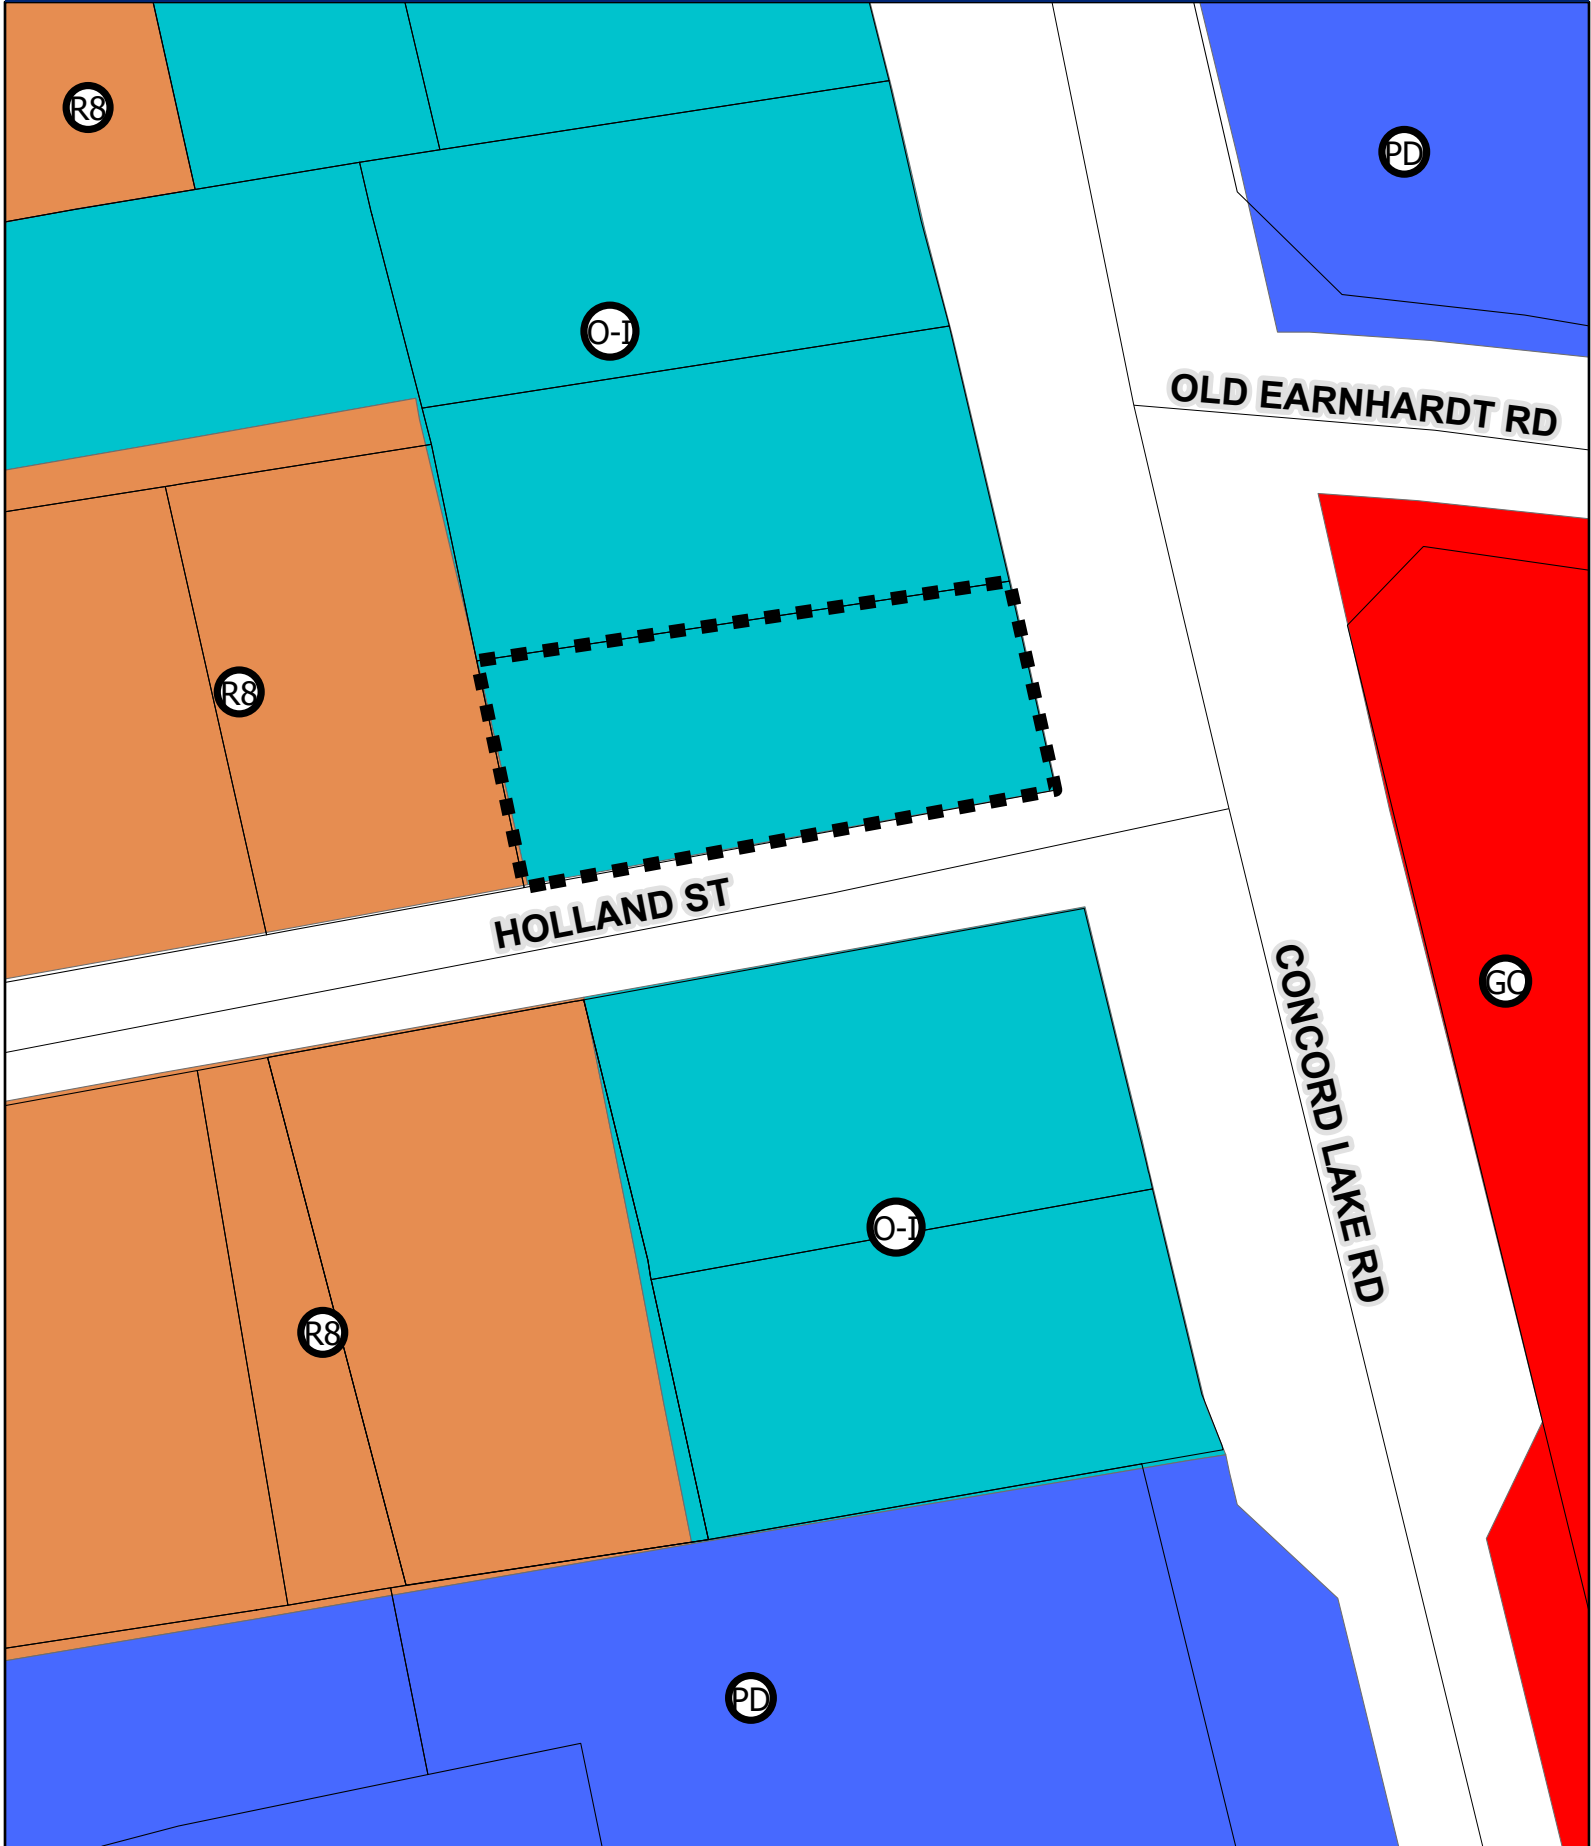 R8
PD
O-I
OLD EARNHARDT RD
R8
HOLLAND ST
GC
CONCORD LAKE RD
O-I
R8
PD